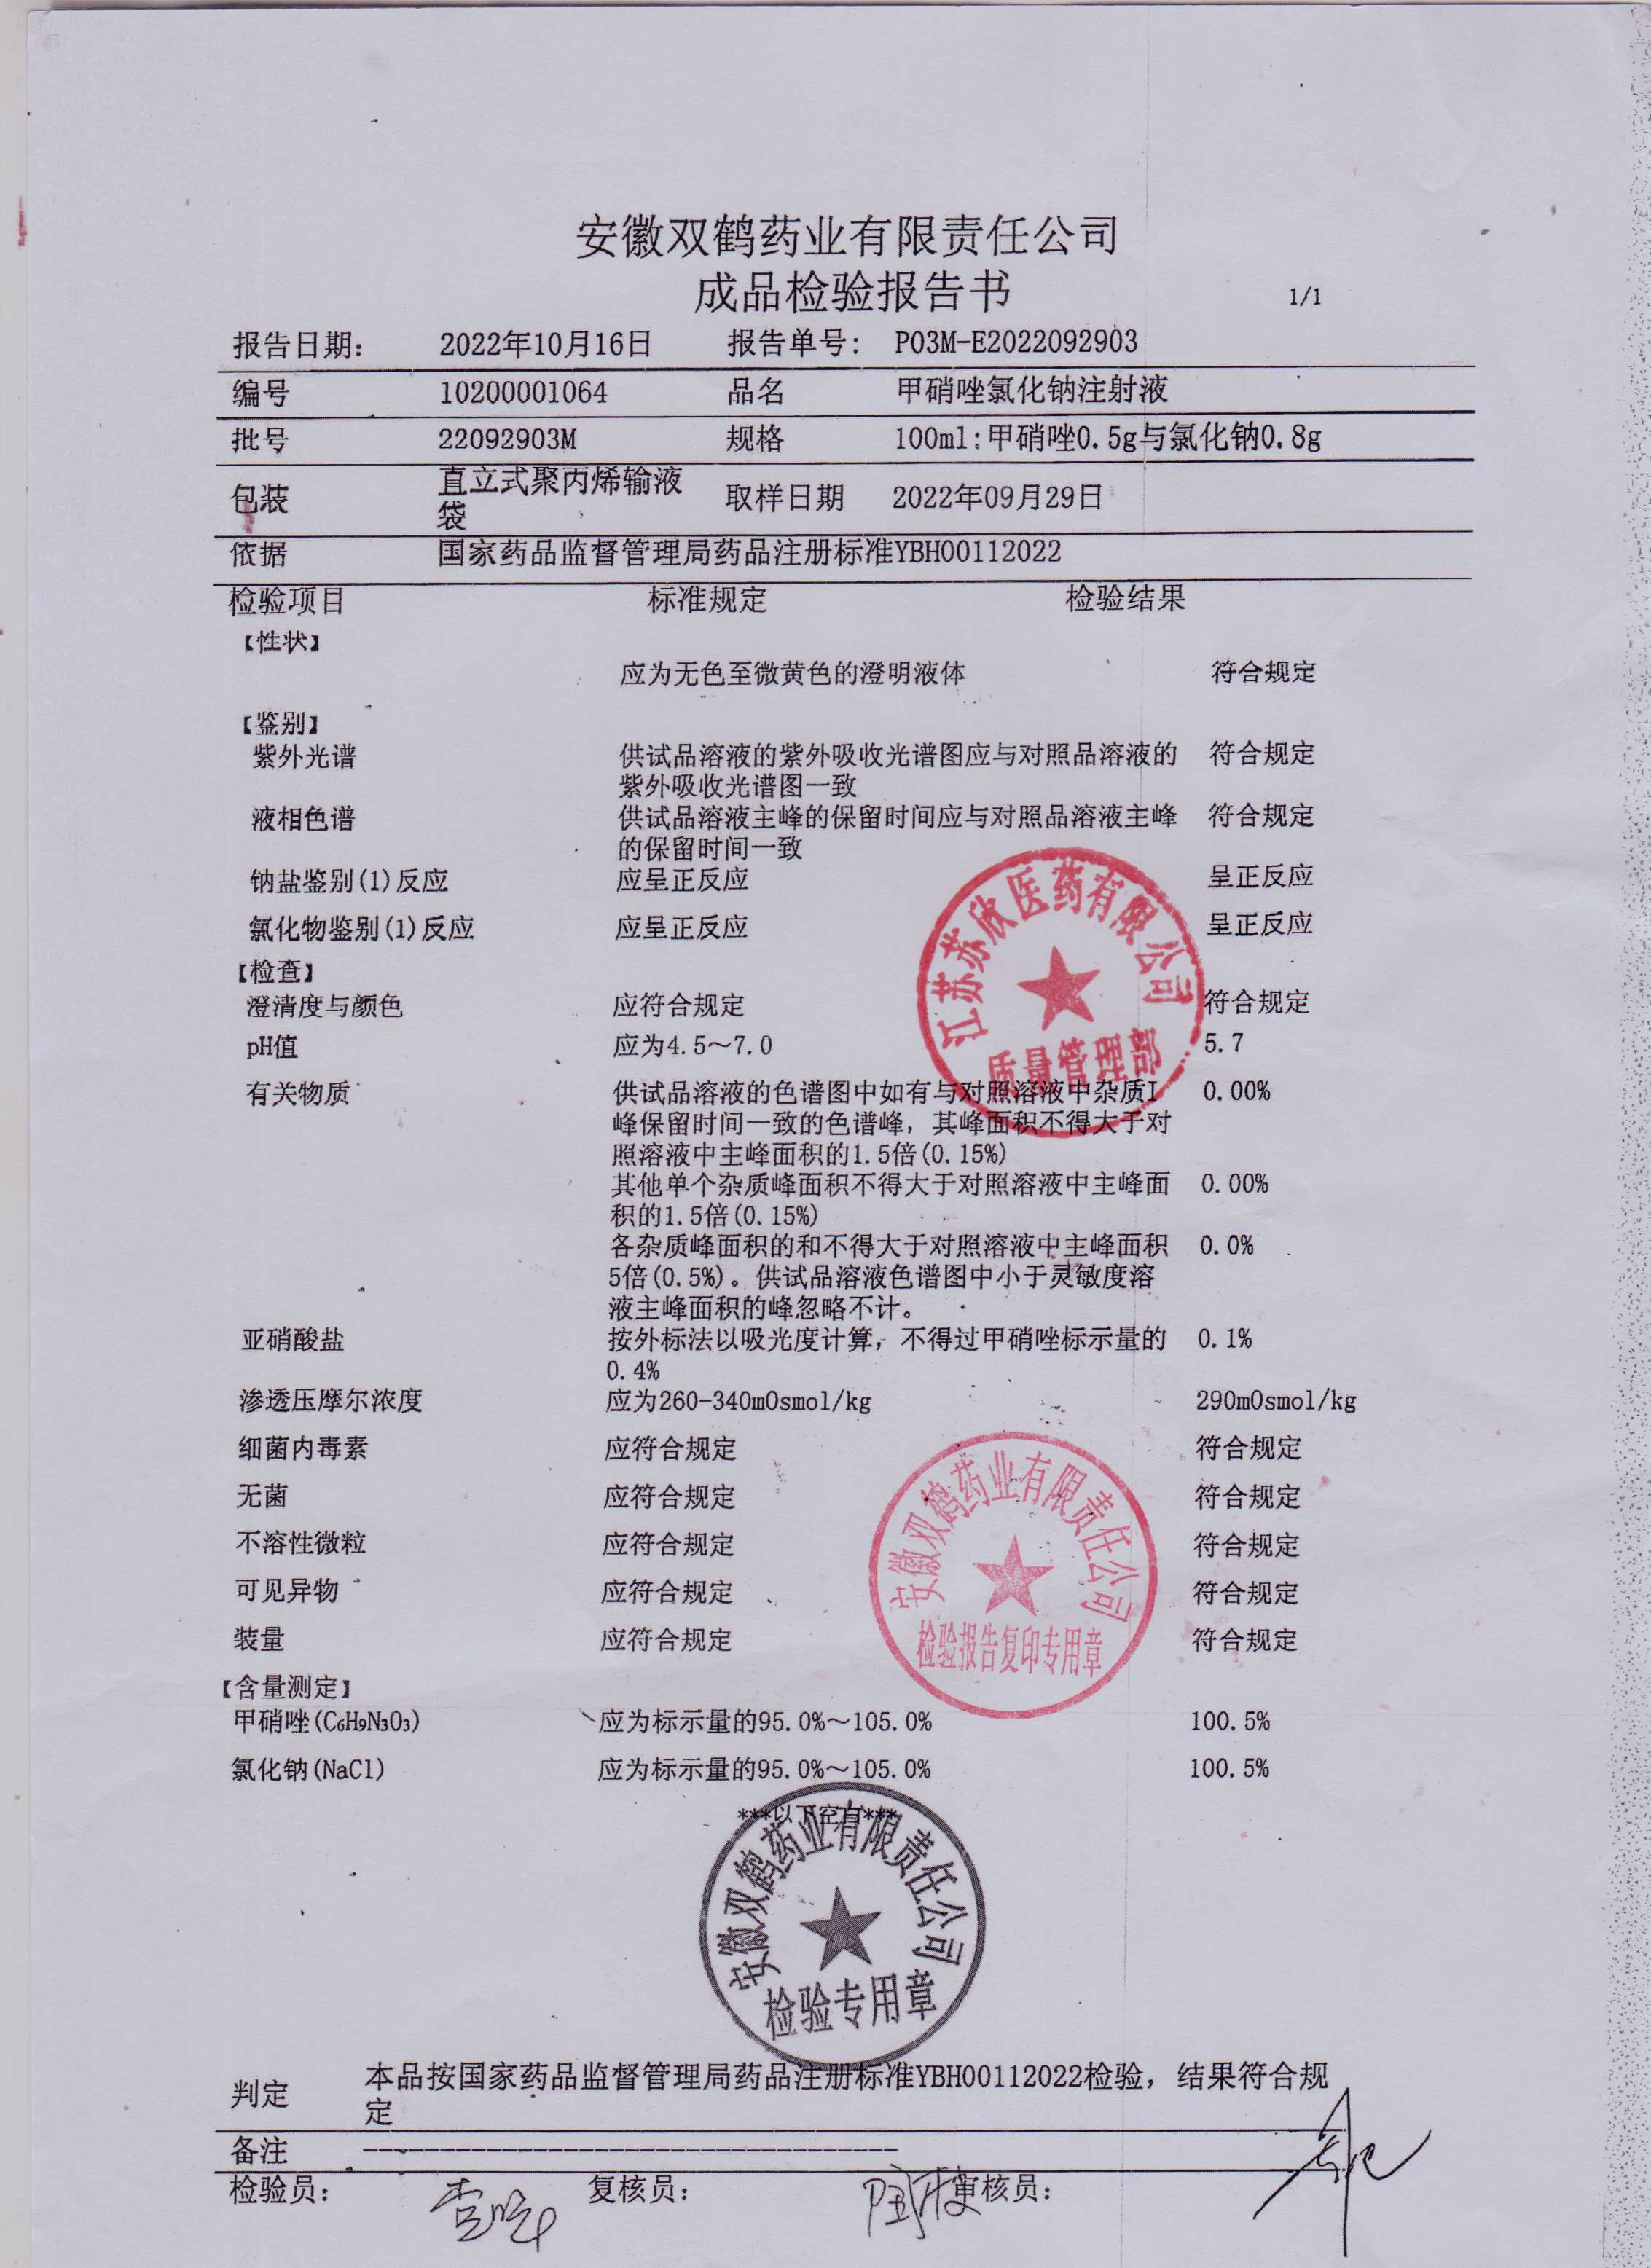 安徽双鹤药业有限责任公司
成品检验报告书
1/1
报告日期： 2022年10月16日 报告单号： P03M-E2022092903
编号 10200001064 品名 甲硝唑氯化钠注射液
批号 22092903M 规格 100ml:甲硝唑0.5g与氯化钠0.8g
包装 直立式聚丙烯输液
袋
取样日期 2022年09月29日
依据 国家药品监督管理局药品注册标准YBH00112022
检验项目 标准规定 检验结果
【性状】
应为无色至微黄色的澄明液体 符合规定
【鉴别】
紫外光谱 供试品溶液的紫外吸收光谱图应与对照品溶液的 符合规定
紫外吸收光谱图一致
液相色谱 供试品溶液主峰的保留时间应与对照品溶液主峰 符合规定
的保留时间一致
钠盐鉴别(1)反应 应呈正反应 呈正反应
氯化物鉴别(1)反应 应呈正反应 呈正反应
【检查】
澄清度与颜色 应符合规定 符合规定
pH值 应为4.5～7.0 5.7
有关物质 供试品溶液的色谱图中如有与对照溶液中杂质I 0.00%
峰保留时间一致的色谱峰，其峰面积不得大于对
照溶液中主峰面积的1.5倍(0.15%)
其他单个杂质峰面积不得大于对照溶液中主峰面 0.00%
积的1.5倍(0.15%)
各杂质峰面积的和不得大于对照溶液中主峰面积 0.0%
5倍(0.5%)。供试品溶液色谱图中小于灵敏度溶
液主峰面积的峰忽略不计。
亚硝酸盐 按外标法以吸光度计算，不得过甲硝唑标示量的 0.1%
0.4%
渗透压摩尔浓度 应为260-340mOsmol/kg 290mOsmol/kg
细菌内毒素 应符合规定 符合规定
无菌 应符合规定 符合规定
不溶性微粒 应符合规定 符合规定
可见异物 应符合规定 符合规定
装量 应符合规定 符合规定
【含量测定】
甲硝唑(C₆H₉N₃O₃) 应为标示量的95.0%～105.0% 100.5%
氯化钠(NaCl) 应为标示量的95.0%～105.0% 100.5%
***以下空白***
江苏苏欣医药有限公司
质量管理部
安徽双鹤药业有限责任公司
检验报告复印专用章
安徽双鹤药业有限责任公司
检验专用章
判定 本品按国家药品监督管理局药品注册标准YBH00112022检验，结果符合规
定
备注 ------------------------------------
检验员： 复核员： 审核员：